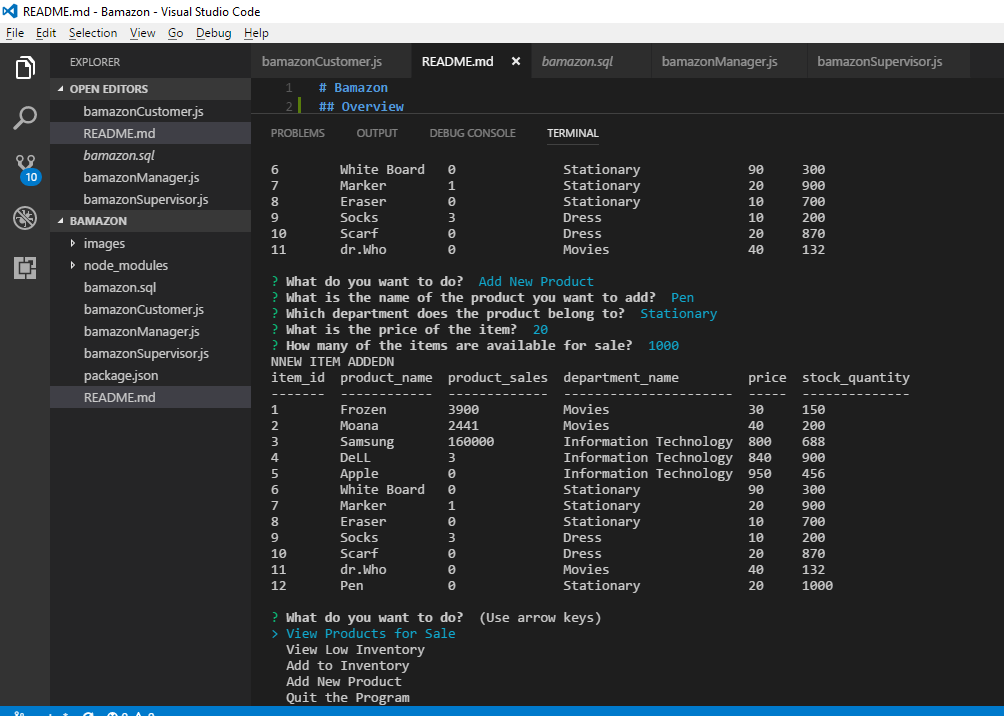 README.md - Bamazon - Visual Studio Code
File Edit Selection View Go Debug Help
EXPLORER
OPEN EDITORS
bamazonCustomer.js
README.md
bamazon.sql
bamazonManager.js
bamazonSupervisor.js
10
BAMAZON
images
node_modules
bamazon.sql
bamazonCustomer.js
bamazonManager.js
bamazonSupervisor.js
package.json
README.md
bamazonCustomer.js README.md × bamazon.sql bamazonManager.js bamazonSupervisor.js
1 # Bamazon
2 ## Overview
PROBLEMS OUTPUT DEBUG CONSOLE TERMINAL
6 White Board 0 Stationary 90 300
7 Marker 1 Stationary 20 900
8 Eraser 0 Stationary 10 700
9 Socks 3 Dress 10 200
10 Scarf 0 Dress 20 870
11 dr.Who 0 Movies 40 132
? What do you want to do? Add New Product
? What is the name of the product you want to add? Pen
? Which department does the product belong to? Stationary
? What is the price of the item? 20
? How many of the items are available for sale? 1000
NNEW ITEM ADDEDN
item_id product_name product_sales department_name price stock_quantity
------- ------------ ------------- ---------------------- ----- --------------
1 Frozen 3900 Movies 30 150
2 Moana 2441 Movies 40 200
3 Samsung 160000 Information Technology 800 688
4 DeLL 3 Information Technology 840 900
5 Apple 0 Information Technology 950 456
6 White Board 0 Stationary 90 300
7 Marker 1 Stationary 20 900
8 Eraser 0 Stationary 10 700
9 Socks 3 Dress 10 200
10 Scarf 0 Dress 20 870
11 dr.Who 0 Movies 40 132
12 Pen 0 Stationary 20 1000
? What do you want to do? (Use arrow keys)
> View Products for Sale
View Low Inventory
Add to Inventory
Add New Product
Quit the Program